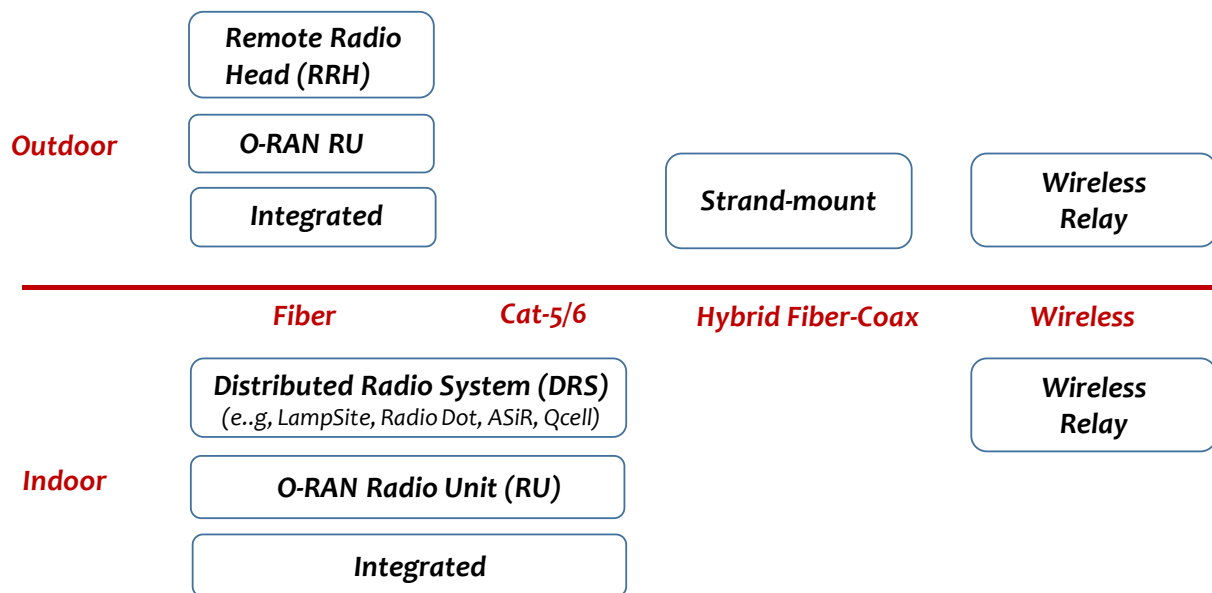 Remote Radio
Head (RRH)
Outdoor
O-RAN RU
Integrated
Strand-mount
Wireless
Relay
Fiber
Cat-5/6
Hybrid Fiber-Coax
Wireless
Distributed Radio System (DRS)
(e..g, LampSite, Radio Dot, ASiR, Qcell)
Wireless
Relay
Indoor
O-RAN Radio Unit (RU)
Integrated